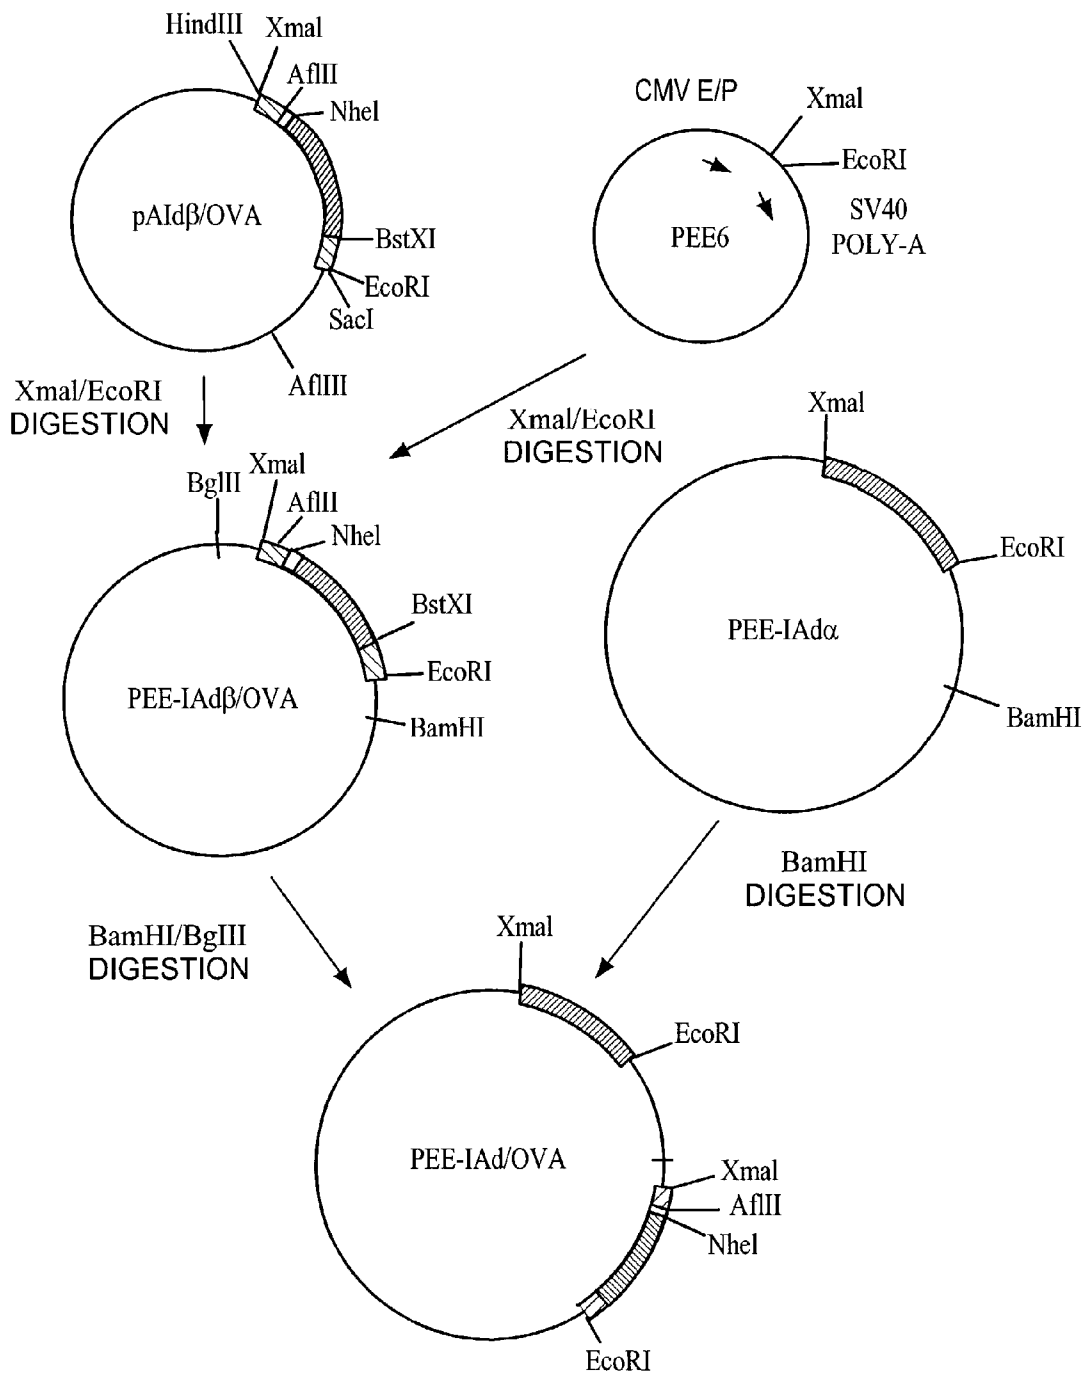 HindIII
XmaI
AflII
NheI
pAIdβ/OVA
BstXI
EcoRI
SacI
AflIII
CMV E/P
XmaI
EcoRI
SV40
POLY-A
PEE6
XmaI/EcoRI
DIGESTION
XmaI/EcoRI
DIGESTION
BglII
XmaI
AflII
NheI
BstXI
EcoRI
PEE-IAdβ/OVA
BamHI
XmaI
EcoRI
PEE-IAdα
BamHI
BamHI/BgIII
DIGESTION
BamHI
DIGESTION
XmaI
EcoRI
PEE-IAd/OVA
XmaI
AflII
NheI
EcoRI